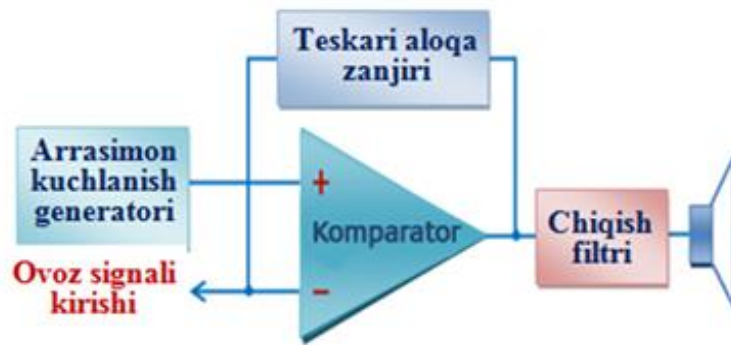 Teskari aloqa
zanjiri
Arrasimon
kuchlanish
generatori
+
Komparator
Chiqish
filtri
Ovoz signali
kirishi
−